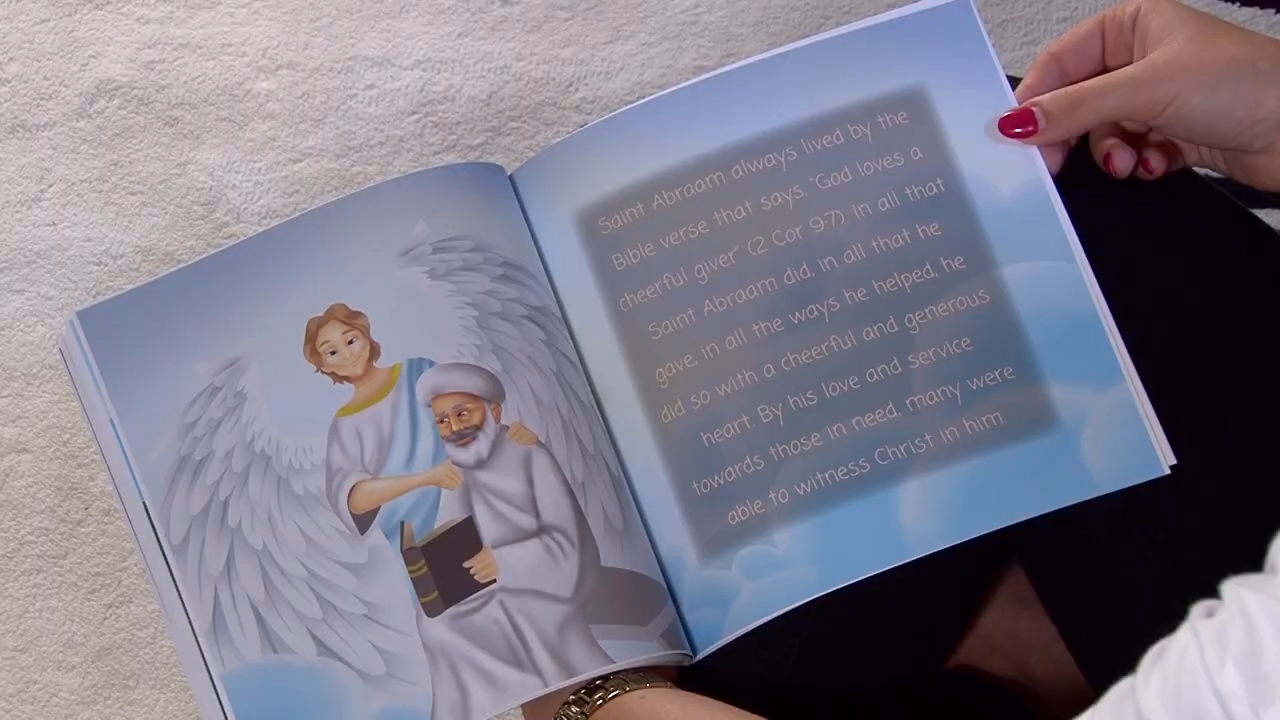 Saint Abraam always lived by the
Bible verse that says, "God loves a
cheerful giver" (2 Cor 9:7). In all that
Saint Abraam did, in all that he
gave, in all the ways he helped, he
did so with a cheerful and generous
heart. By his love and service
towards those in need, many were
able to witness Christ in him.